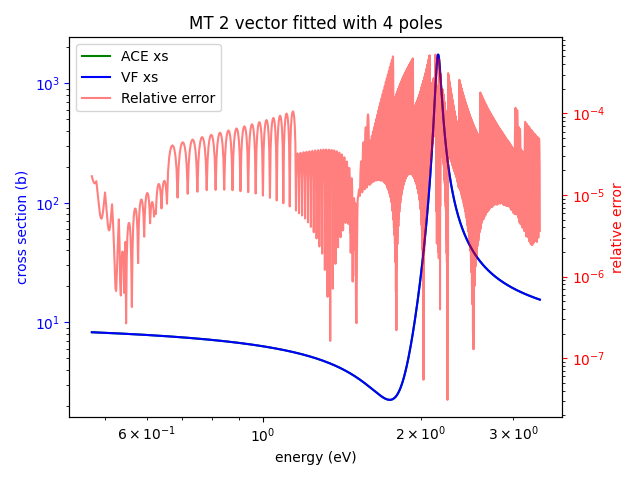 MT 2 vector fitted with 4 poles
ACE xs
VF xs
Relative error
10³
10²
10¹
cross section (b)
10⁻⁴
10⁻⁵
10⁻⁶
10⁻⁷
relative error
6 × 10⁻¹
10⁰
2 × 10⁰
3 × 10⁰
energy (eV)